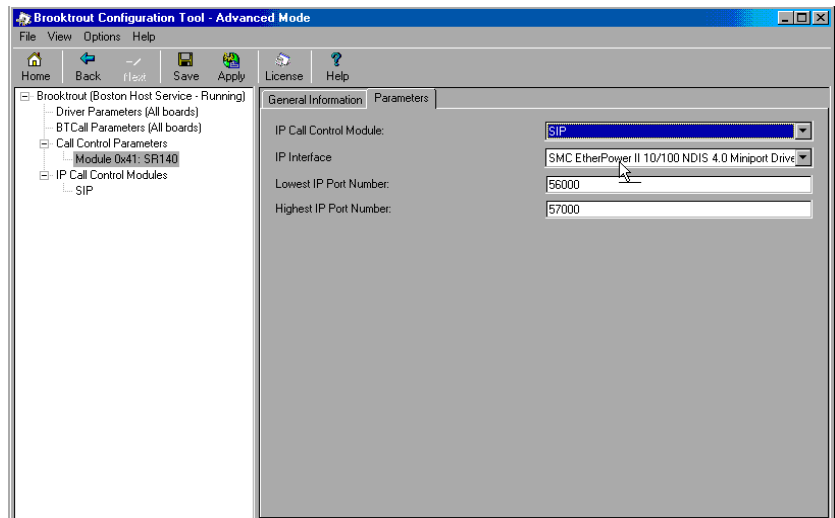 Brooktrout Configuration Tool - Advanced Mode
File View Options Help
Home Back Next Save Apply License Help
Brooktrout (Boston Host Service - Running)
Driver Parameters (All boards)
BTCall Parameters (All boards)
Call Control Parameters
Module 0x41: SR140
IP Call Control Modules
SIP
General Information Parameters
IP Call Control Module: SIP
IP Interface SMC EtherPower II 10/100 NDIS 4.0 Miniport Drive
Lowest IP Port Number: 56000
Highest IP Port Number: 57000